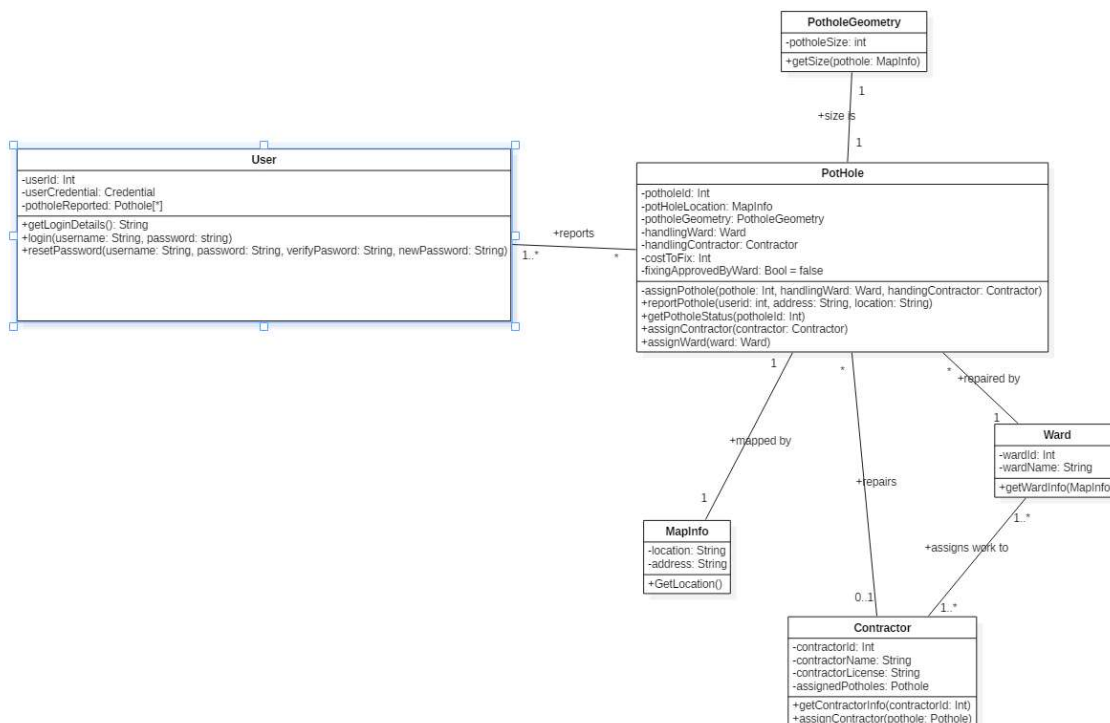 PotholeGeometry
-potholeSize: int
+getSize(pothole: MapInfo)
1
+size is
1
User
-userId: Int
-userCredential: Credential
-potholeReported: Pothole[*]
+getLoginDetails(): String
+login(username: String, password: string)
+resetPassword(username: String, password: String, verifyPasword: String, newPassword: String)
+reports
1..*
*
PotHole
-potholeId: Int
-potHoleLocation: MapInfo
-potholeGeometry: PotholeGeometry
-handlingWard: Ward
-handlingContractor: Contractor
-costToFix: Int
-fixingApprovedByWard: Bool = false
-assignPothole(pothole: Int, handlingWard: Ward, handingContractor: Contractor)
+reportPothole(userid: int, address: String, location: String)
+getPotholeStatus(potholeId: Int)
+assignContractor(contractor: Contractor)
+assignWard(ward: Ward)
1
*
*
+repaired by
1
+mapped by
1
Ward
-wardId: Int
-wardName: String
+getWardInfo(MapInfo
+repairs
1..*
+assigns work to
MapInfo
-location: String
-address: String
+GetLocation()
0..1
1..*
Contractor
-contractorId: Int
-contractorName: String
-contractorLicense: String
-assignedPotholes: Pothole
+getContractorInfo(contractorId: Int)
+assignContractor(pothole: Pothole)